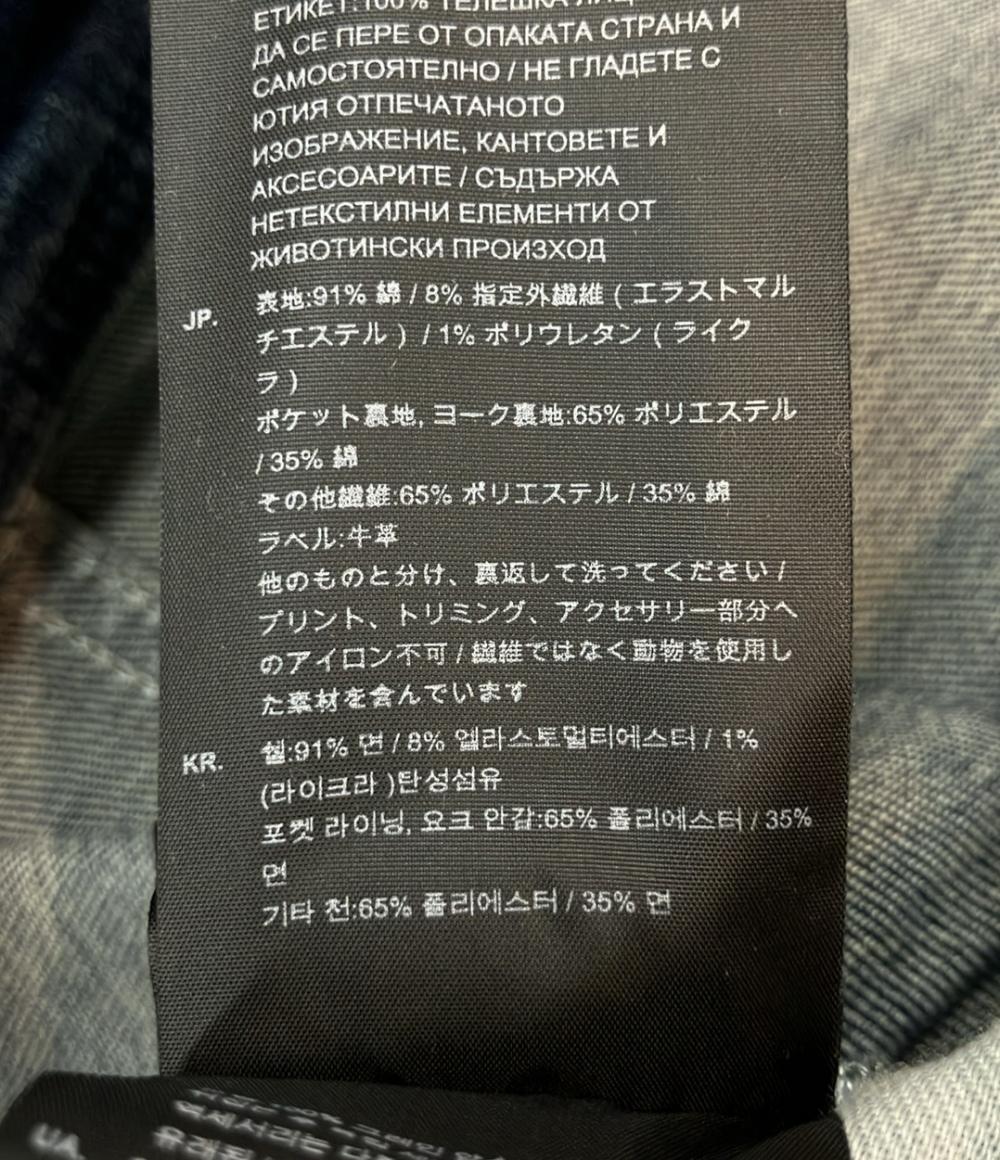 ЕТИКЕТ:100% ТЕЛЕШКА
ДА СЕ ПЕРЕ ОТ ОПАКАТА СТРАНА И
САМОСТОЯТЕЛНО / НЕ ГЛАДЕТЕ С
ЮТИЯ ОТПЕЧАТАНОТО
ИЗОБРАЖЕНИЕ, КАНТОВЕТЕ И
АКСЕСОАРИТЕ / СЪДЪРЖА
НЕТЕКСТИЛНИ ЕЛЕМЕНТИ ОТ
ЖИВОТИНСКИ ПРОИЗХОД
JP. 表地:91% 綿 / 8% 指定外繊維 ( エラストマル
チエステル ) / 1% ポリウレタン ( ライク
ラ )
ポケット裏地, ヨーク裏地:65% ポリエステル
/ 35% 綿
その他繊維:65% ポリエステル / 35% 綿
ラベル:牛革
他のものと分け、裏返して洗ってください /
プリント、トリミング、アクセサリー部分へ
のアイロン不可 / 繊維ではなく動物を使用し
た素材を含んでいます
KR. 쉘:91% 면 / 8% 엘라스토멀티에스터 / 1%
(라이크라 )탄성섬유
포켓 라이닝, 요크 안감:65% 폴리에스터 / 35%
면
기타 천:65% 폴리에스터 / 35% 면
UA